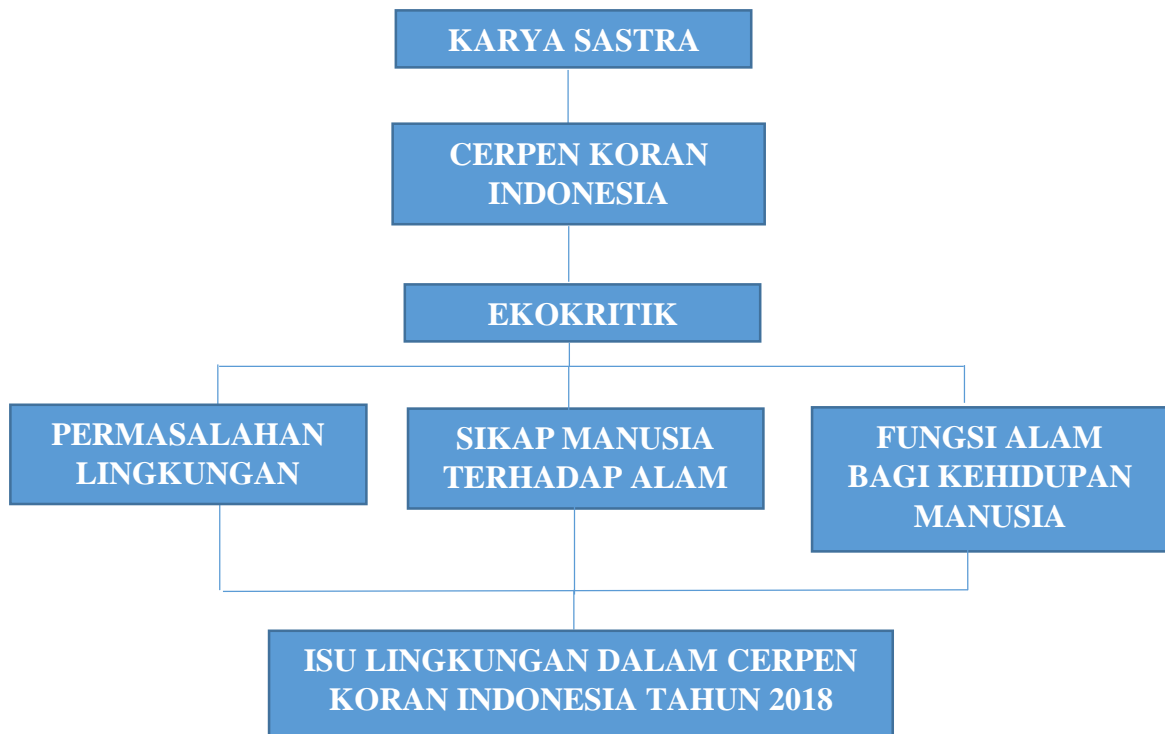 KARYA SASTRA
CERPEN KORAN
INDONESIA
EKOKRITIK
PERMASALAHAN
LINGKUNGAN
SIKAP MANUSIA
TERHADAP ALAM
FUNGSI ALAM
BAGI KEHIDUPAN
MANUSIA
ISU LINGKUNGAN DALAM CERPEN
KORAN INDONESIA TAHUN 2018